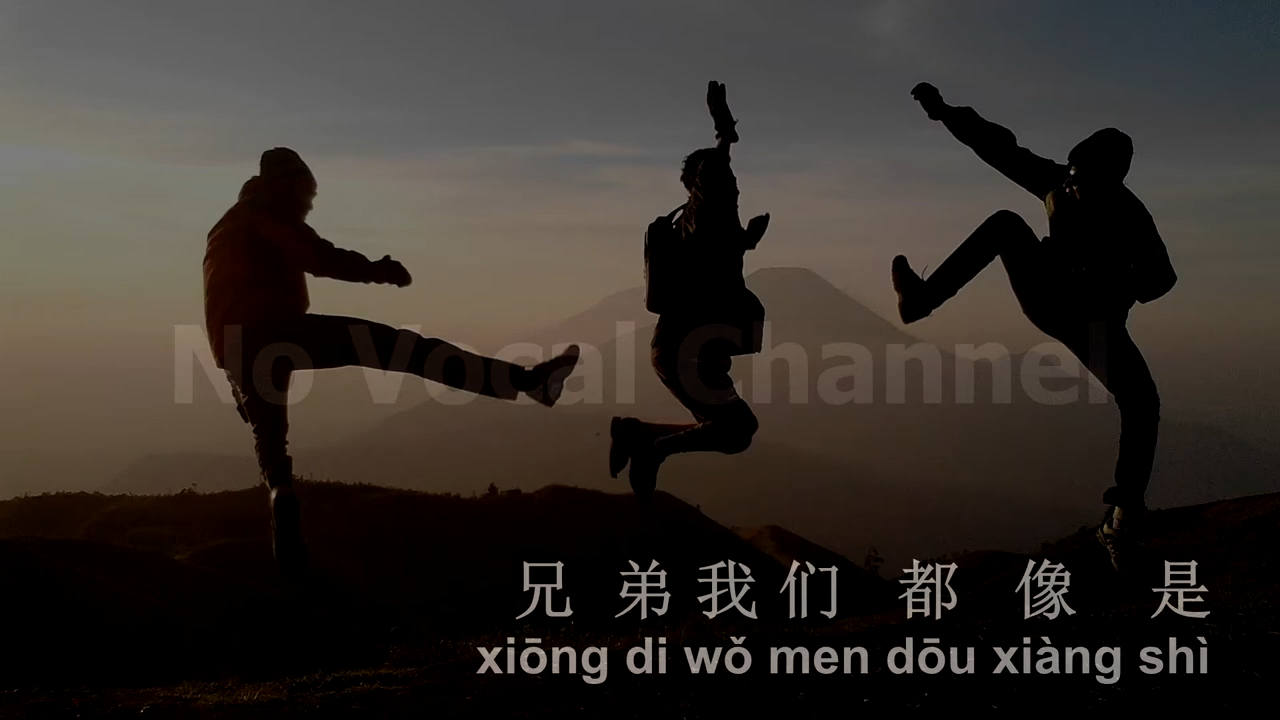 No Vocal Channel
兄 弟 我 们 都 像 是
xiōng di wǒ men dōu xiàng shì